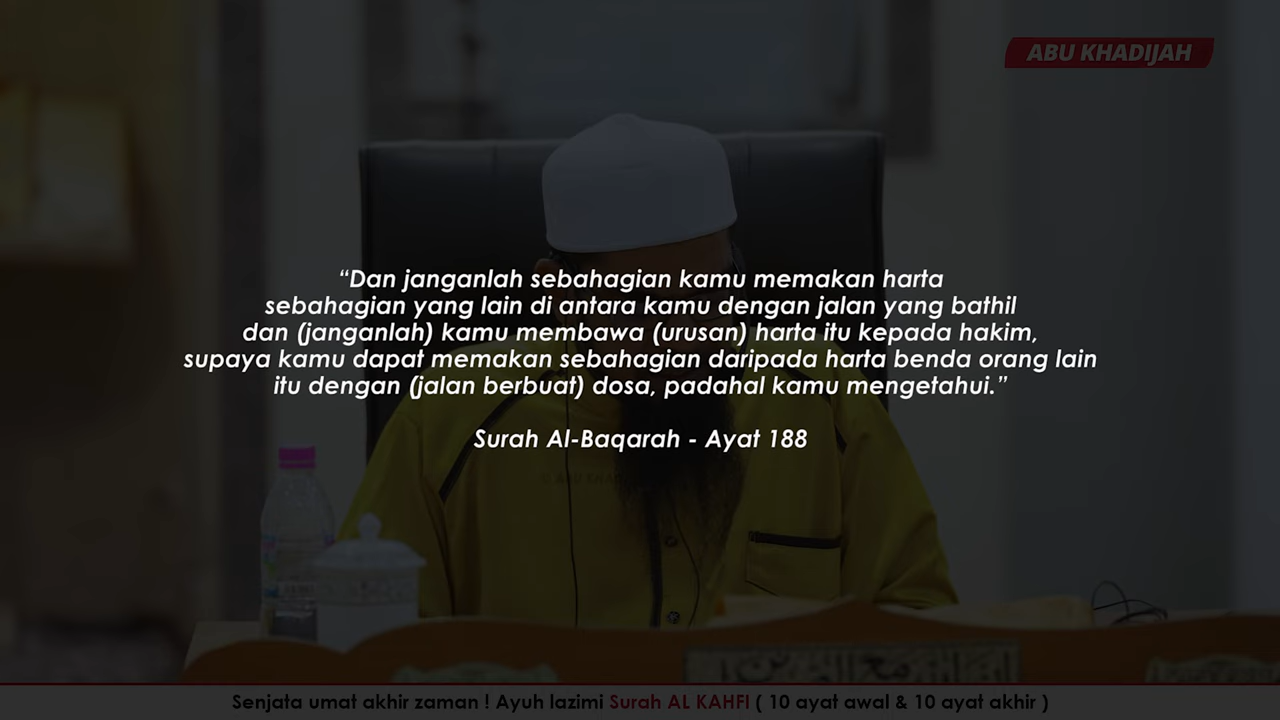 ABU KHADIJAH
“Dan janganlah sebahagian kamu memakan harta
sebahagian yang lain di antara kamu dengan jalan yang bathil
dan (janganlah) kamu membawa (urusan) harta itu kepada hakim,
supaya kamu dapat memakan sebahagian daripada harta benda orang lain
itu dengan (jalan berbuat) dosa, padahal kamu mengetahui.”
Surah Al-Baqarah - Ayat 188
Senjata umat akhir zaman ! Ayuh lazimi Surah AL KAHFI ( 10 ayat awal & 10 ayat akhir )